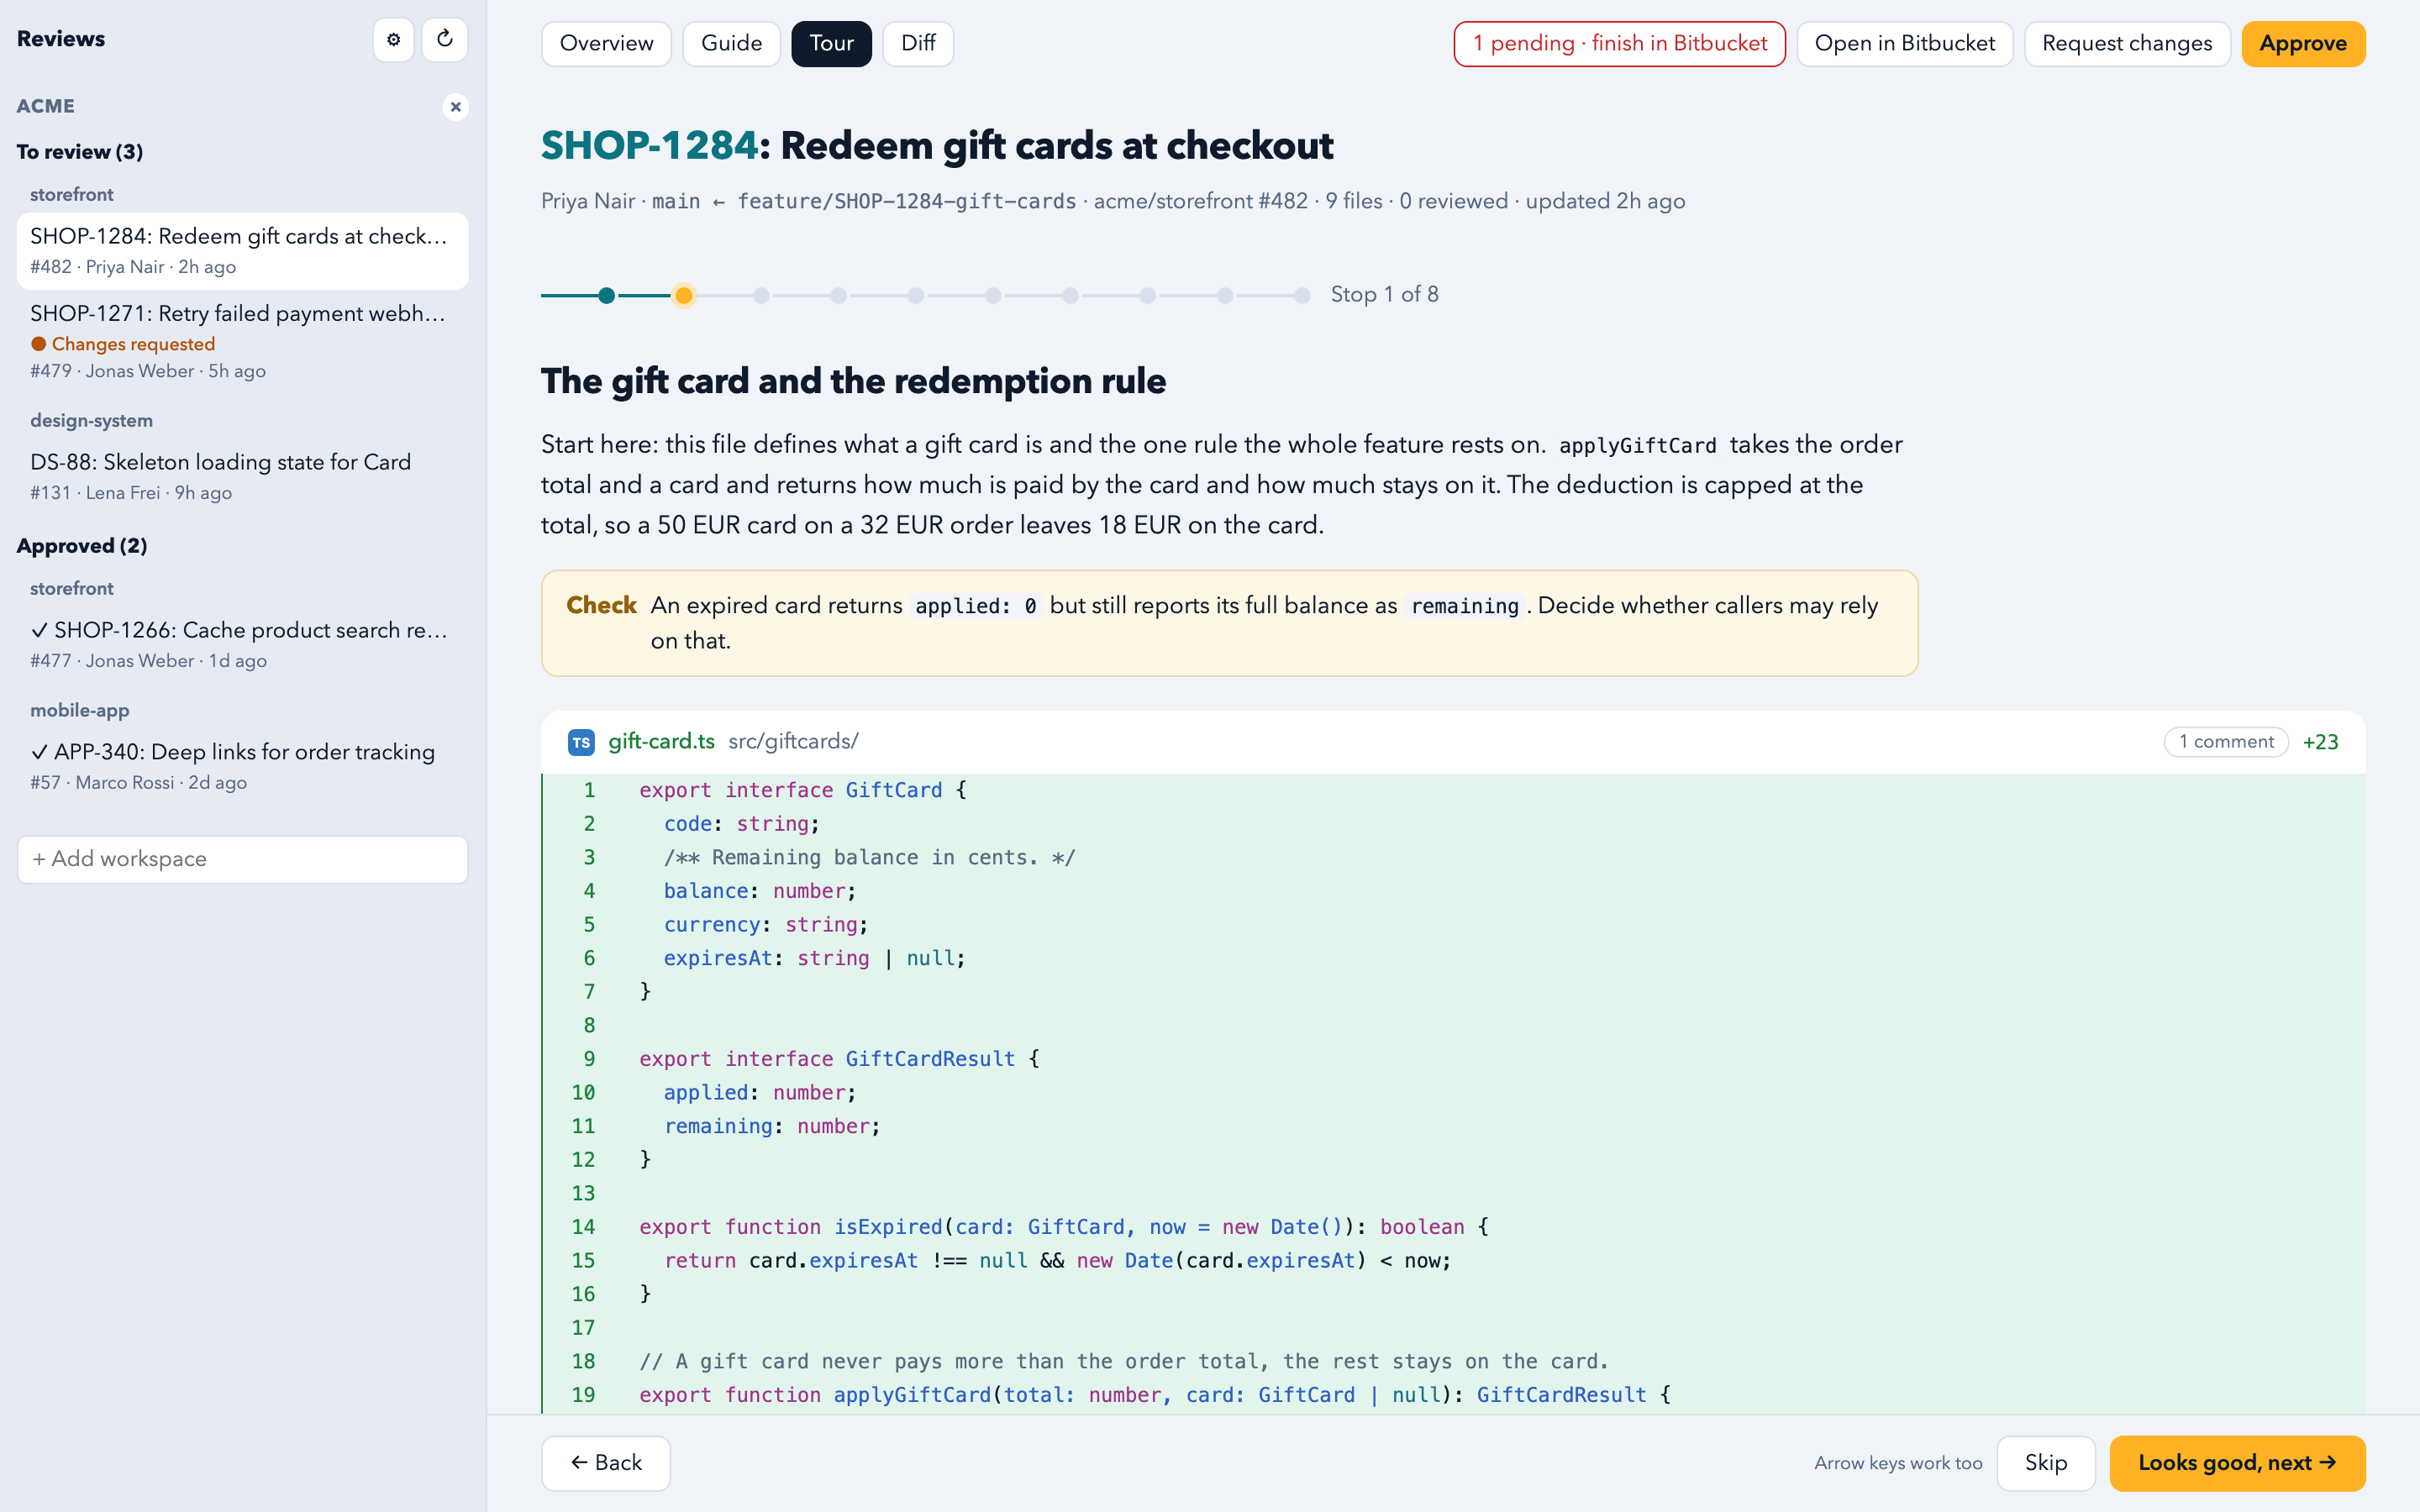 Reviews
ACME
To review (3)
storefront
SHOP-1284: Redeem gift cards at check...
#482 · Priya Nair · 2h ago
SHOP-1271: Retry failed payment webh...
Changes requested
#479 · Jonas Weber · 5h ago
design-system
DS-88: Skeleton loading state for Card
#131 · Lena Frei · 9h ago
Approved (2)
storefront
✓ SHOP-1266: Cache product search re...
#477 · Jonas Weber · 1d ago
mobile-app
✓ APP-340: Deep links for order tracking
#57 · Marco Rossi · 2d ago
+ Add workspace
Overview Guide Tour Diff
1 pending · finish in Bitbucket Open in Bitbucket Request changes Approve
SHOP-1284: Redeem gift cards at checkout
Priya Nair · main ← feature/SHOP-1284-gift-cards · acme/storefront #482 · 9 files · 0 reviewed · updated 2h ago
Stop 1 of 8
The gift card and the redemption rule
Start here: this file defines what a gift card is and the one rule the whole feature rests on. applyGiftCard takes the order
total and a card and returns how much is paid by the card and how much stays on it. The deduction is capped at the
total, so a 50 EUR card on a 32 EUR order leaves 18 EUR on the card.
Check An expired card returns applied: 0 but still reports its full balance as remaining. Decide whether callers may rely
on that.
TS gift-card.ts src/giftcards/ 1 comment +23
1 export interface GiftCard {
2 code: string;
3 /** Remaining balance in cents. */
4 balance: number;
5 currency: string;
6 expiresAt: string | null;
7 }
8
9 export interface GiftCardResult {
10 applied: number;
11 remaining: number;
12 }
13
14 export function isExpired(card: GiftCard, now = new Date()): boolean {
15 return card.expiresAt !== null && new Date(card.expiresAt) < now;
16 }
17
18 // A gift card never pays more than the order total, the rest stays on the card.
19 export function applyGiftCard(total: number, card: GiftCard | null): GiftCardResult {
← Back
Arrow keys work too Skip Looks good, next →